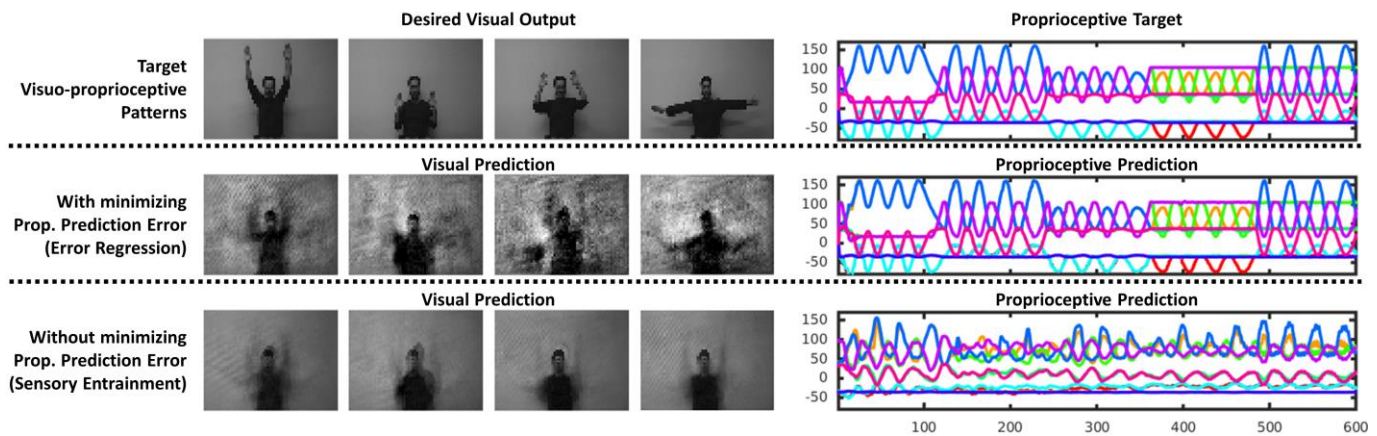 Desired Visual Output
Proprioceptive Target
Target
Visuo-proprioceptive
Patterns
150
100
50
0
-50
Visual Prediction
Proprioceptive Prediction
With minimizing
Prop. Prediction Error
(Error Regression)
150
100
50
0
-50
Visual Prediction
Proprioceptive Prediction
Without minimizing
Prop. Prediction Error
(Sensory Entrainment)
150
100
50
0
-50
100 200 300 400 500 600